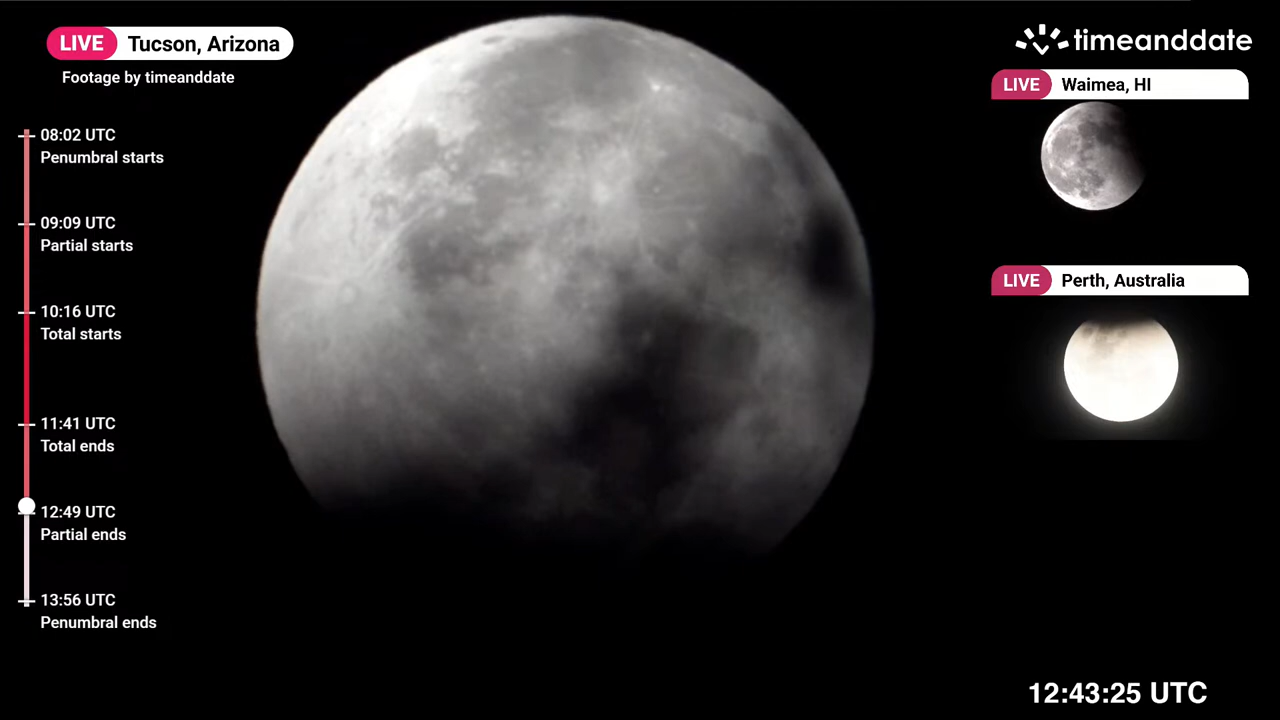 LIVE Tucson, Arizona
Footage by timeanddate
08:02 UTC
Penumbral starts
09:09 UTC
Partial starts
10:16 UTC
Total starts
11:41 UTC
Total ends
12:49 UTC
Partial ends
13:56 UTC
Penumbral ends
timeanddate
LIVE Waimea, HI
LIVE Perth, Australia
12:43:25 UTC